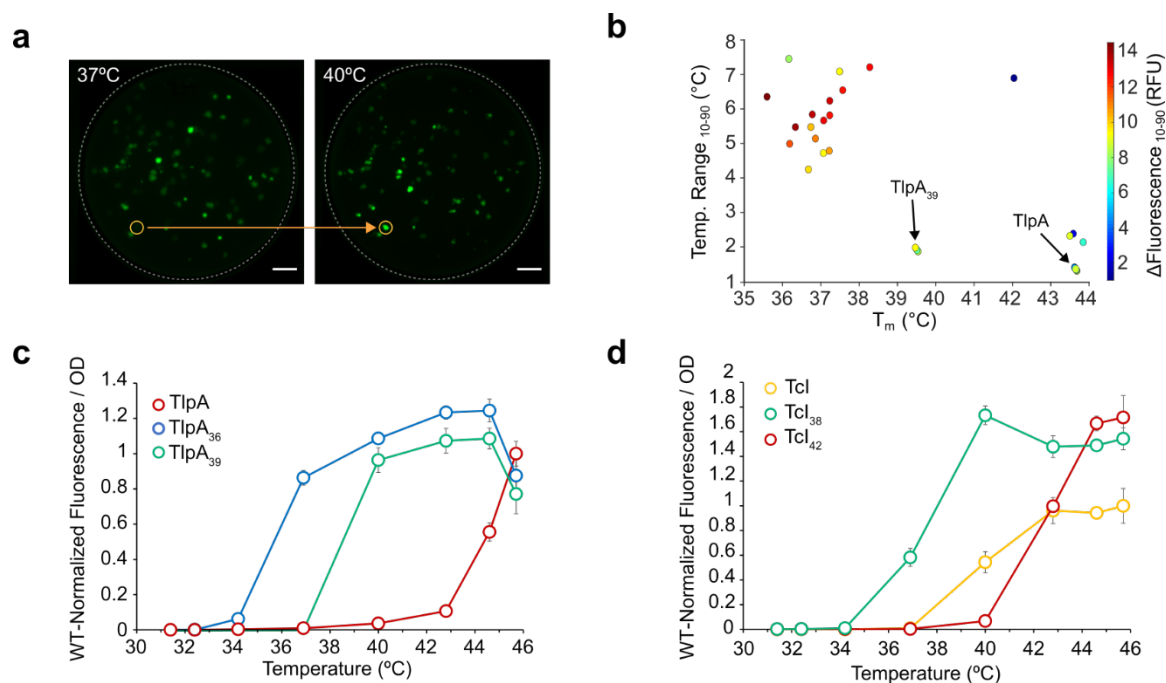 a
37ºC
40ºC
b
Temp. Range 10-90 (°C)
8
7
6
5
4
3
2
1
TlpA39
TlpA
35 36 37 38 39 40 41 42 43 44
Tm (°C)
14
12
10
8
6
4
2
ΔFluorescence 10-90 (RFU)
c
WT-Normalized Fluorescence / OD
1.4
1.2
1
0.8
0.6
0.4
0.2
0
TlpA
TlpA36
TlpA39
30 32 34 36 38 40 42 44 46
Temperature (ºC)
d
WT-Normalized Fluorescence / OD
2
1.8
1.6
1.4
1.2
1
0.8
0.6
0.4
0.2
0
TcI
TcI38
TcI42
30 32 34 36 38 40 42 44 46
Temperature (ºC)